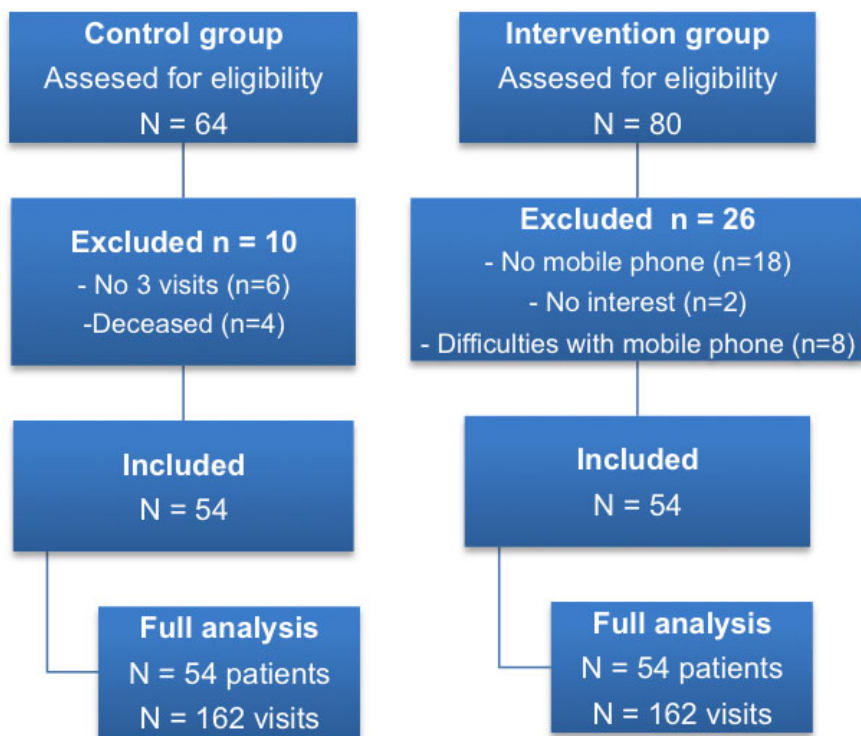 Control group
Assesed for eligibility
N = 64
Excluded n = 10
- No 3 visits (n=6)
-Deceased (n=4)
Included
N = 54
Full analysis
N = 54 patients
N = 162 visits
Intervention group
Assesed for eligibility
N = 80
Excluded  n = 26
- No mobile phone (n=18)
- No interest (n=2)
- Difficulties with mobile phone (n=8)
Included
N = 54
Full analysis
N = 54 patients
N = 162 visits